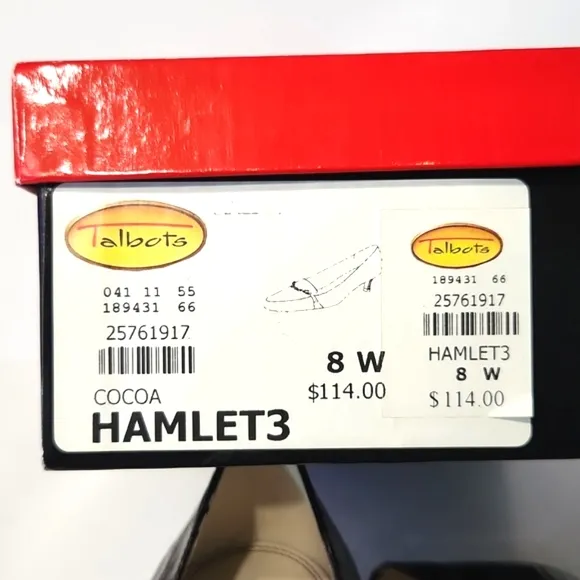 Talbots
041 11 55
189431 66
25761917
COCOA
HAMLET3
8 W
$114.00
Talbots
189431 66
25761917
HAMLET3
8 W
$114.00